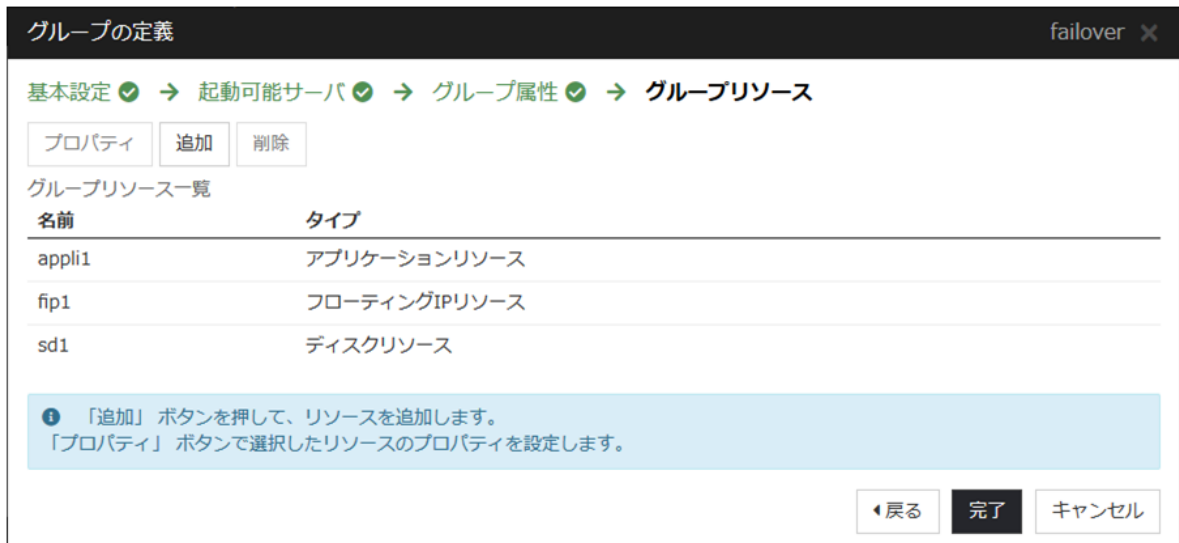 グループの定義 failover ×
基本設定 → 起動可能サーバ → グループ属性 → グループリソース
プロパティ 追加 削除
グループリソース一覧
名前 タイプ
appli1 アプリケーションリソース
fip1 フローティングIPリソース
sd1 ディスクリソース
「追加」 ボタンを押して、リソースを追加します。
「プロパティ」 ボタンで選択したリソースのプロパティを設定します。
戻る 完了 キャンセル